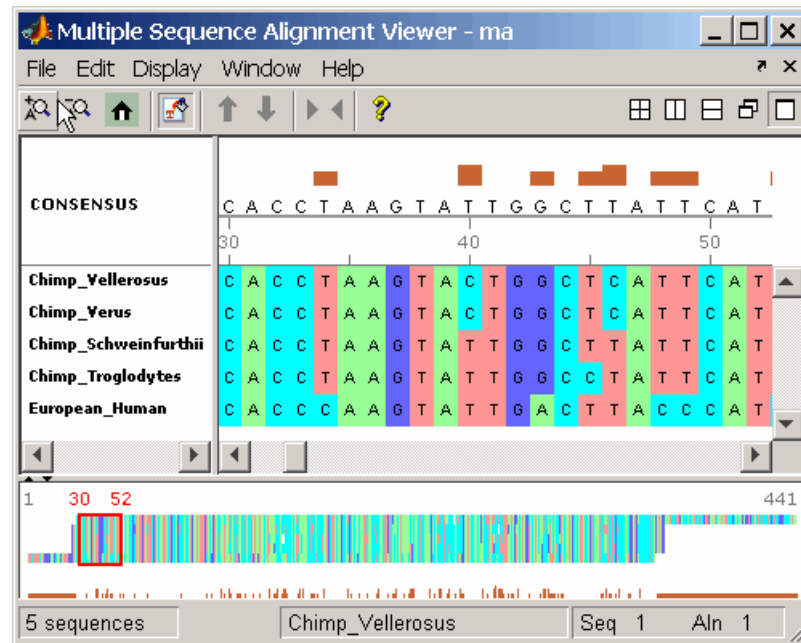 Multiple Sequence Alignment Viewer - ma
File Edit Display Window Help
CONSENSUS C A C C T A A G T A T T G G C T T A T T C A T
30 40 50
Chimp_Vellerosus C A C C T A A G T A C T G G C T C A T T C A T
Chimp_Verus C A C C T A A G T A C T G G C T C A T T C A T
Chimp_Schweinfurthii C A C C T A A G T A T T G G C T T A T T C A T
Chimp_Troglodytes C A C C T A A G T A T T G G C C T A T T C A T
European_Human C A C C C A A G T A T T G A C T T A C C C A T
1 30 52 441
5 sequences Chimp_Vellerosus Seq 1 Aln 1